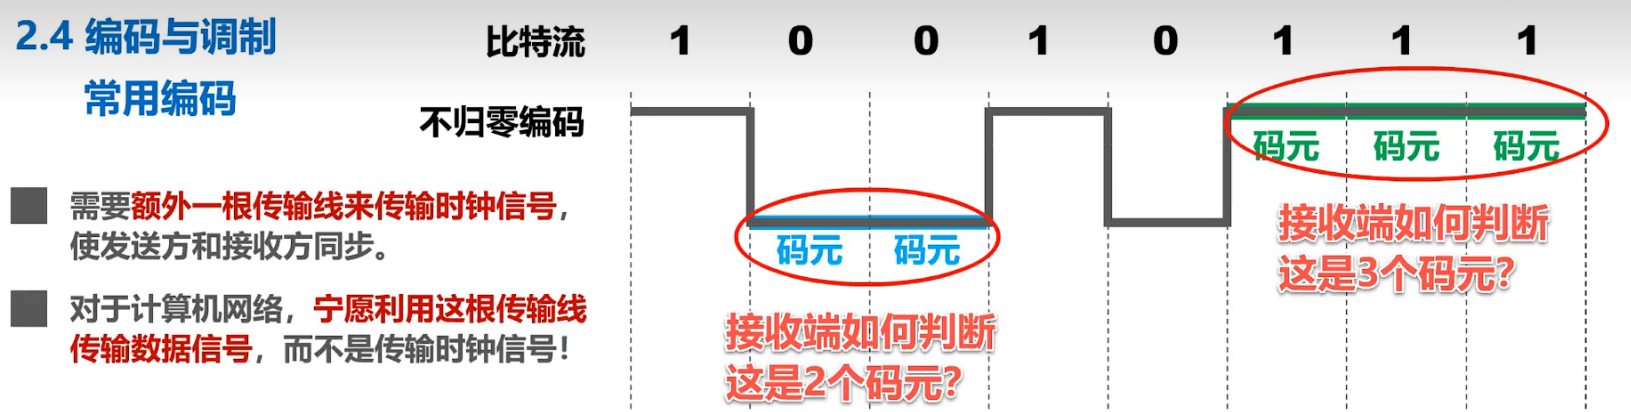 2.4 编码与调制
常用编码
比特流 1 0 0 1 0 1 1 1
不归零编码
码元 码元 码元
码元 码元
接收端如何判断
这是3个码元?
接收端如何判断
这是2个码元?
需要额外一根传输线来传输时钟信号，
使发送方和接收方同步。
对于计算机网络，宁愿利用这根传输线
传输数据信号，而不是传输时钟信号！